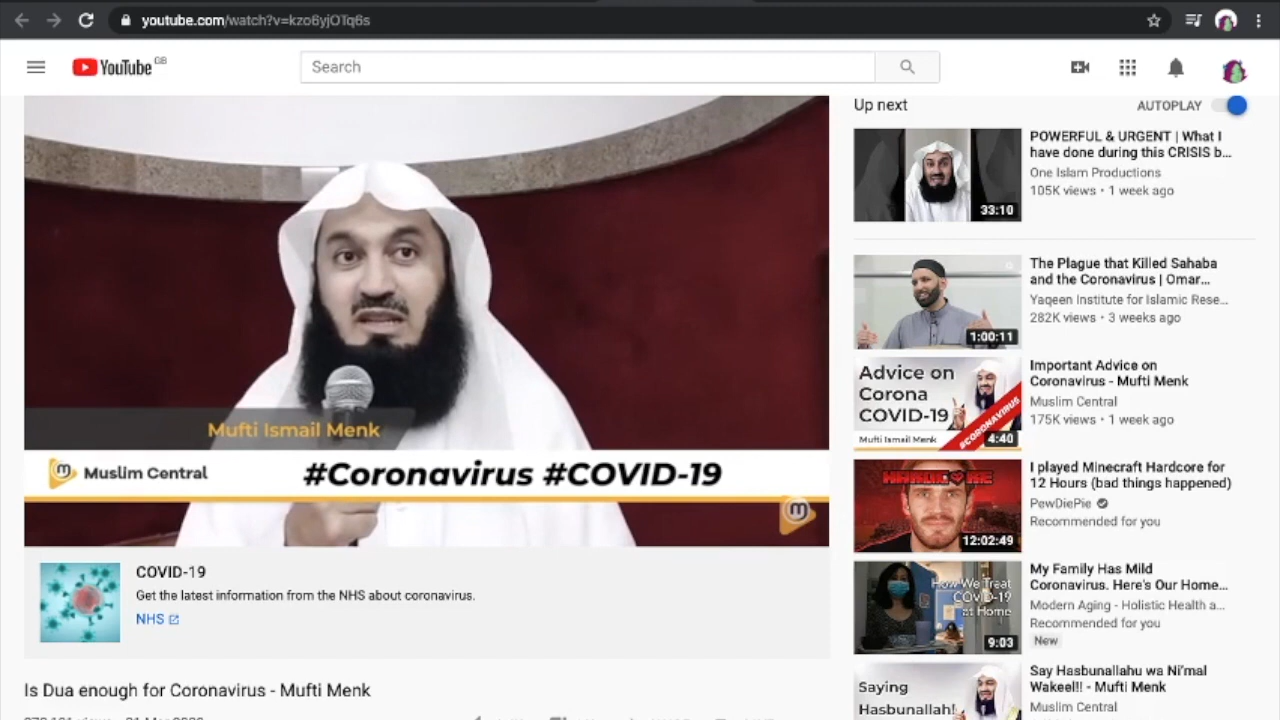 youtube.com/watch?v=kzo6yjOTq6s
YouTube GB
Search
Mufti Ismail Menk
Muslim Central
#Coronavirus #COVID-19
COVID-19
Get the latest information from the NHS about coronavirus.
NHS
Is Dua enough for Coronavirus - Mufti Menk
Up next
AUTOPLAY
33:10
POWERFUL & URGENT | What I
have done during this CRISIS b...
One Islam Productions
105K views • 1 week ago
1:00:11
The Plague that Killed Sahaba
and the Coronavirus | Omar...
Yaqeen Institute for Islamic Rese...
282K views • 3 weeks ago
Advice on
Corona
COVID-19
#CORONAVIRUS
Mufti Ismail Menk
4:40
Important Advice on
Coronavirus - Mufti Menk
Muslim Central
175K views • 1 week ago
12:02:49
I played Minecraft Hardcore for
12 Hours (bad things happened)
PewDiePie
Recommended for you
How We Treat
COVID-19
at Home
9:03
My Family Has Mild
Coronavirus. Here's Our Home...
Modern Aging - Holistic Health a...
Recommended for you
New
Saying
Hasbunallah!
Say Hasbunallahu wa Ni'mal
Wakeel!! - Mufti Menk
Muslim Central